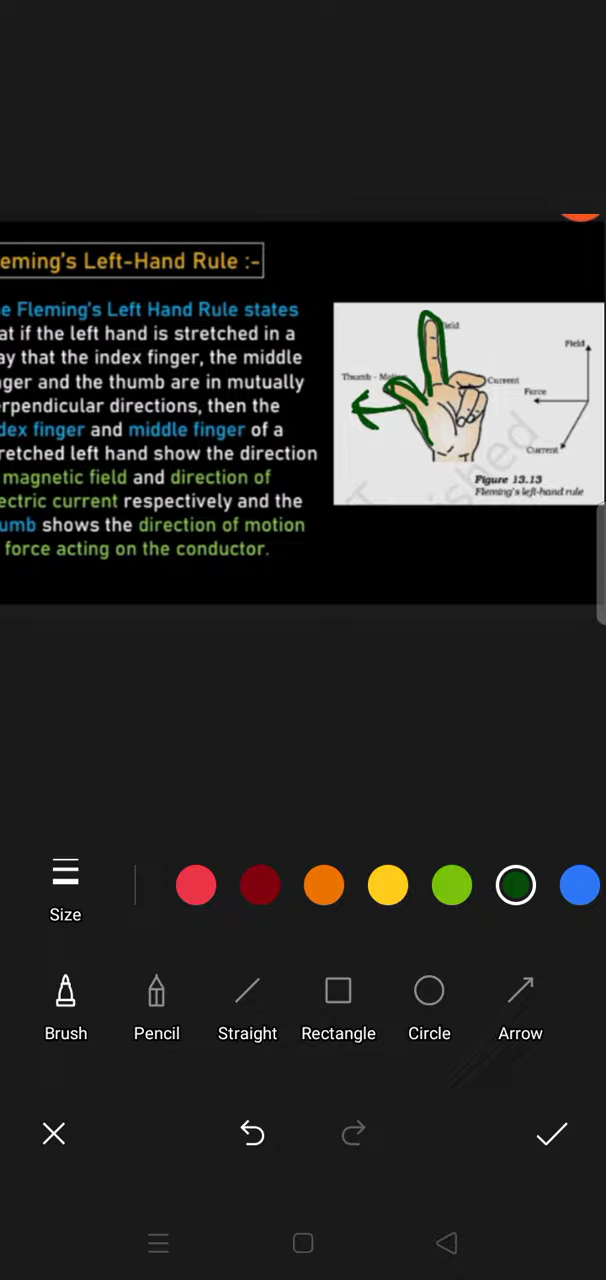 eming's Left-Hand Rule :-
e Fleming's Left Hand Rule states
at if the left hand is stretched in a
ay that the index finger, the middle
ger and the thumb are in mutually
erpendicular directions, then the
dex finger and middle finger of a
retched left hand show the direction
magnetic field and direction of
ectric current respectively and the
umb shows the direction of motion
force acting on the conductor.
ield
Thumb - Motion
Current
Field
Force
Current
Figure 13.13
Fleming's left-hand rule
Size
Brush
Pencil
Straight
Rectangle
Circle
Arrow